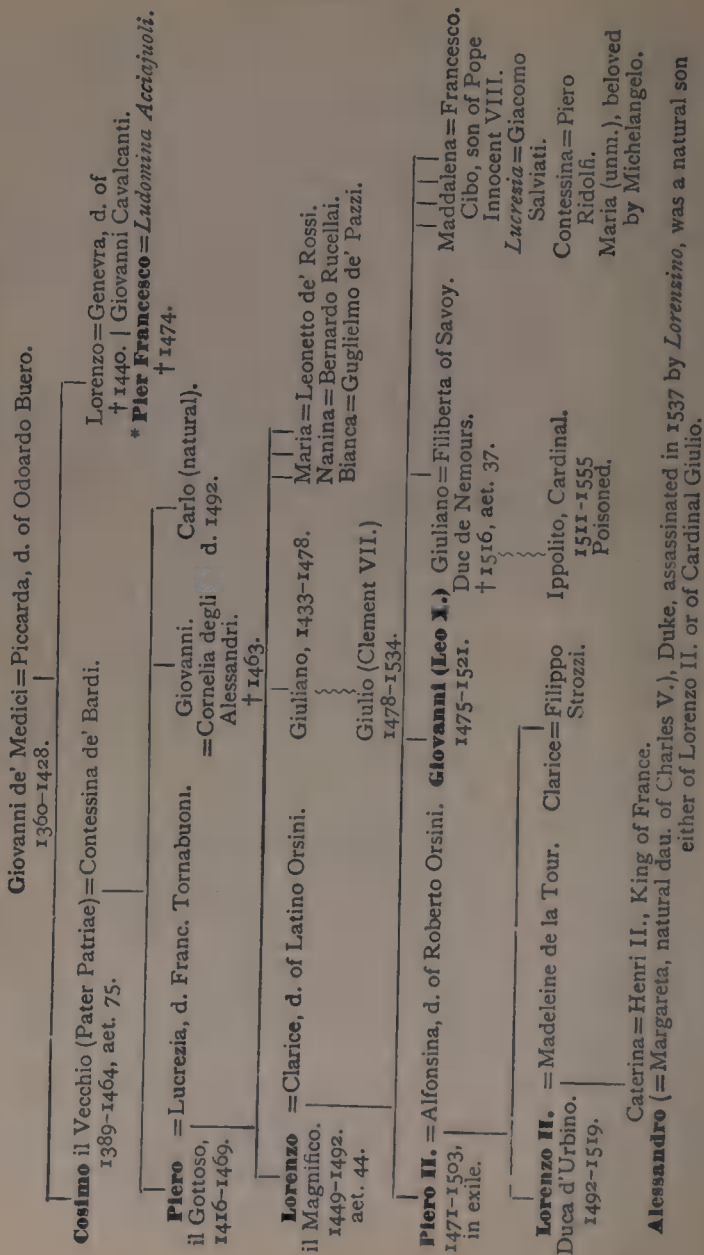 Giovanni de' Medici=Piccarda, d. of Odoardo Buero.
1360-1428.
Cosimo il Vecchio (Pater Patriae)=Contessina de' Bardi.
1389-1464, aet. 75.
Lorenzo=Genevra, d. of
†1440. | Giovanni Cavalcanti.
* Pier Francesco=Ludomina Acciajuoli.
†1474.
Piero =Lucrezia, d. Franc. Tornabuoni.
il Gottoso,
1416-1469.
Giovanni.
=Cornelia degli
Alessandri.
†1463.
Carlo (natural).
d. 1492.
Lorenzo =Clarice, d. of Latino Orsini.
il Magnifico.
1449-1492.
aet. 44.
Giuliano, 1433-1478.
Giulio (Clement VII.)
1478-1534.
Maria=Leonetto de' Rossi.
Nanina=Bernardo Rucellai.
Bianca=Guglielmo de' Pazzi.
Piero II. =Alfonsina, d. of Roberto Orsini.
1471-1503,
in exile.
Giovanni (Leo X.)
1475-1521.
Giuliano=Filiberta of Savoy.
Duc de Nemours.
†1516, aet. 37.
Ippolito, Cardinal.
1511-1555
Poisoned.
Maddalena=Francesco
Cibo, son of Pope
Innocent VIII.
Lucresia=Giacomo
Salviati.
Contessina=Piero
Ridolfi.
Maria (unm.), beloved
by Michelangelo.
Lorenzo II. =Madeleine de la Tour.
Duca d'Urbino.
1492-1519.
Clarice=Filippo
Strozzi.
Caterina=Henri II., King of France.
Alessandro (=Margareta, natural dau. of Charles V.), Duke, assassinated in 1537 by Lorensino, was a natural son
either of Lorenzo II. or of Cardinal Giulio.